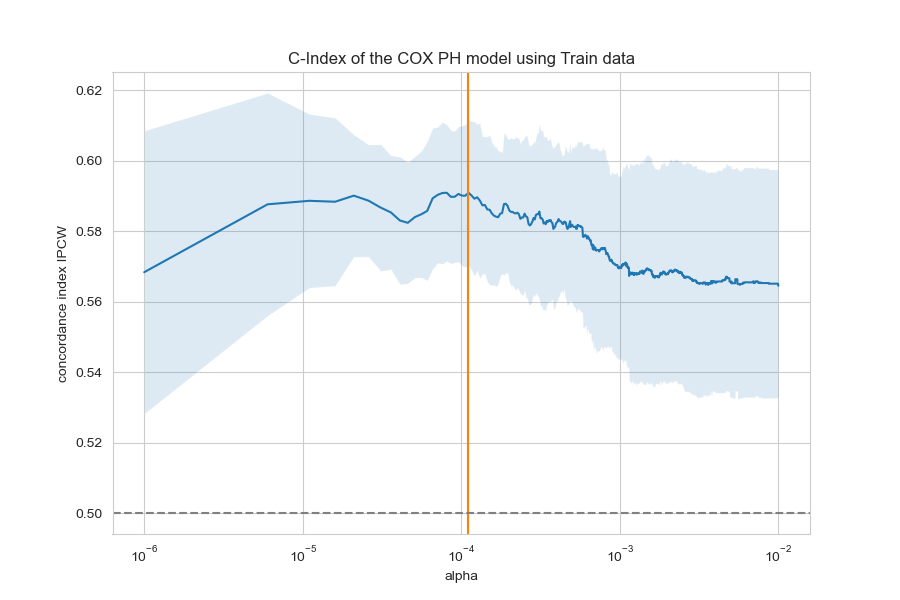 C-Index of the COX PH model using Train data
concordance index IPCW
0.62
0.60
0.58
0.56
0.54
0.52
0.50
10⁻⁶ 10⁻⁵ 10⁻⁴ 10⁻³ 10⁻²
alpha